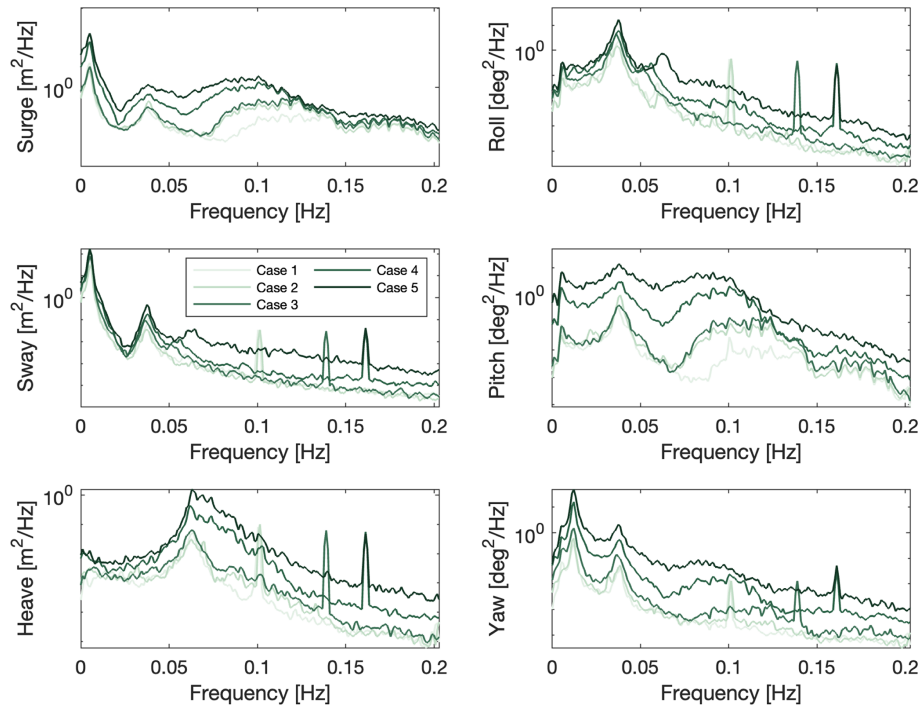 Surge [m²/Hz]
10⁰
0 0.05 0.1 0.15 0.2
Frequency [Hz]
Roll [deg²/Hz]
10⁰
0 0.05 0.1 0.15 0.2
Frequency [Hz]
Sway [m²/Hz]
10⁰
Case 1 Case 4
Case 2 Case 5
Case 3
0 0.05 0.1 0.15 0.2
Frequency [Hz]
Pitch [deg²/Hz]
10⁰
0 0.05 0.1 0.15 0.2
Frequency [Hz]
Heave [m²/Hz]
10⁰
0 0.05 0.1 0.15 0.2
Frequency [Hz]
Yaw [deg²/Hz]
10⁰
0 0.05 0.1 0.15 0.2
Frequency [Hz]